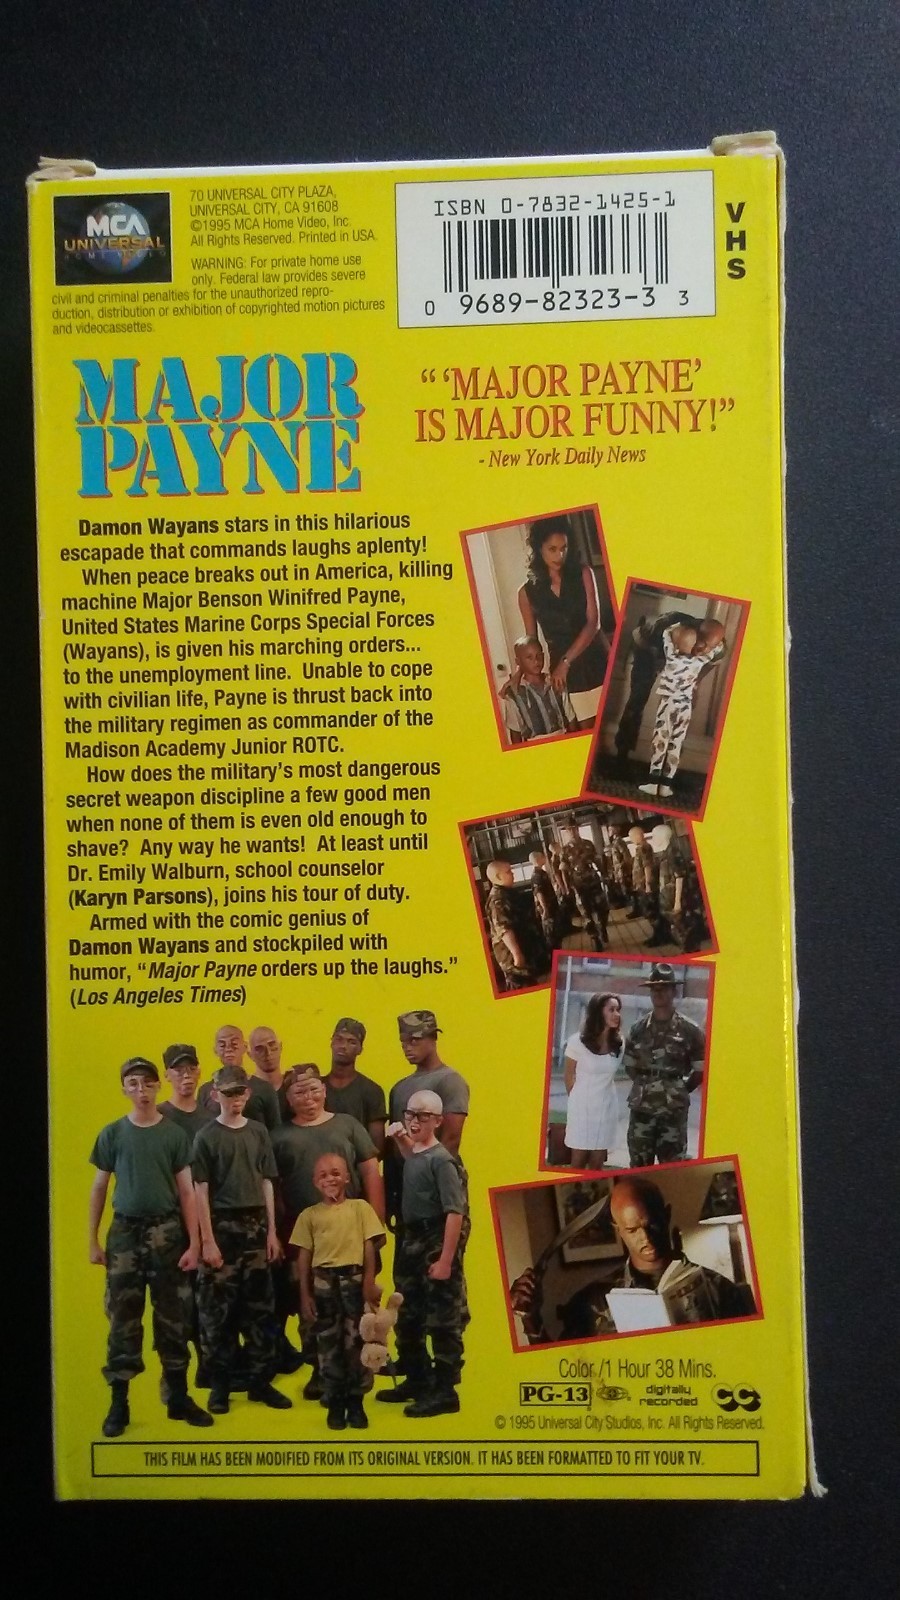 MCA
UNIVERSAL
HOME VIDEO
70 UNIVERSAL CITY PLAZA,
UNIVERSAL CITY, CA 91608
©1995 MCA Home Video, Inc.
All Rights Reserved. Printed in USA.
WARNING: For private home use
only. Federal law provides severe
civil and criminal penalties for the unauthorized repro-
duction, distribution or exhibition of copyrighted motion pictures
and videocassettes.
ISBN 0-7832-1425-1
0 9689-82323-3 3
VHS
MAJOR
PAYNE
“ ‘MAJOR PAYNE’
IS MAJOR FUNNY!”
- New York Daily News
Damon Wayans stars in this hilarious
escapade that commands laughs aplenty!
When peace breaks out in America, killing
machine Major Benson Winifred Payne,
United States Marine Corps Special Forces
(Wayans), is given his marching orders...
to the unemployment line. Unable to cope
with civilian life, Payne is thrust back into
the military regimen as commander of the
Madison Academy Junior ROTC.
How does the military's most dangerous
secret weapon discipline a few good men
when none of them is even old enough to
shave? Any way he wants! At least until
Dr. Emily Walburn, school counselor
(Karyn Parsons), joins his tour of duty.
Armed with the comic genius of
Damon Wayans and stockpiled with
humor, “Major Payne orders up the laughs.”
(Los Angeles Times)
Color/1 Hour 38 Mins.
PG-13 digitally recorded CC
© 1995 Universal City Studios, Inc. All Rights Reserved.
THIS FILM HAS BEEN MODIFIED FROM ITS ORIGINAL VERSION. IT HAS BEEN FORMATTED TO FIT YOUR TV.